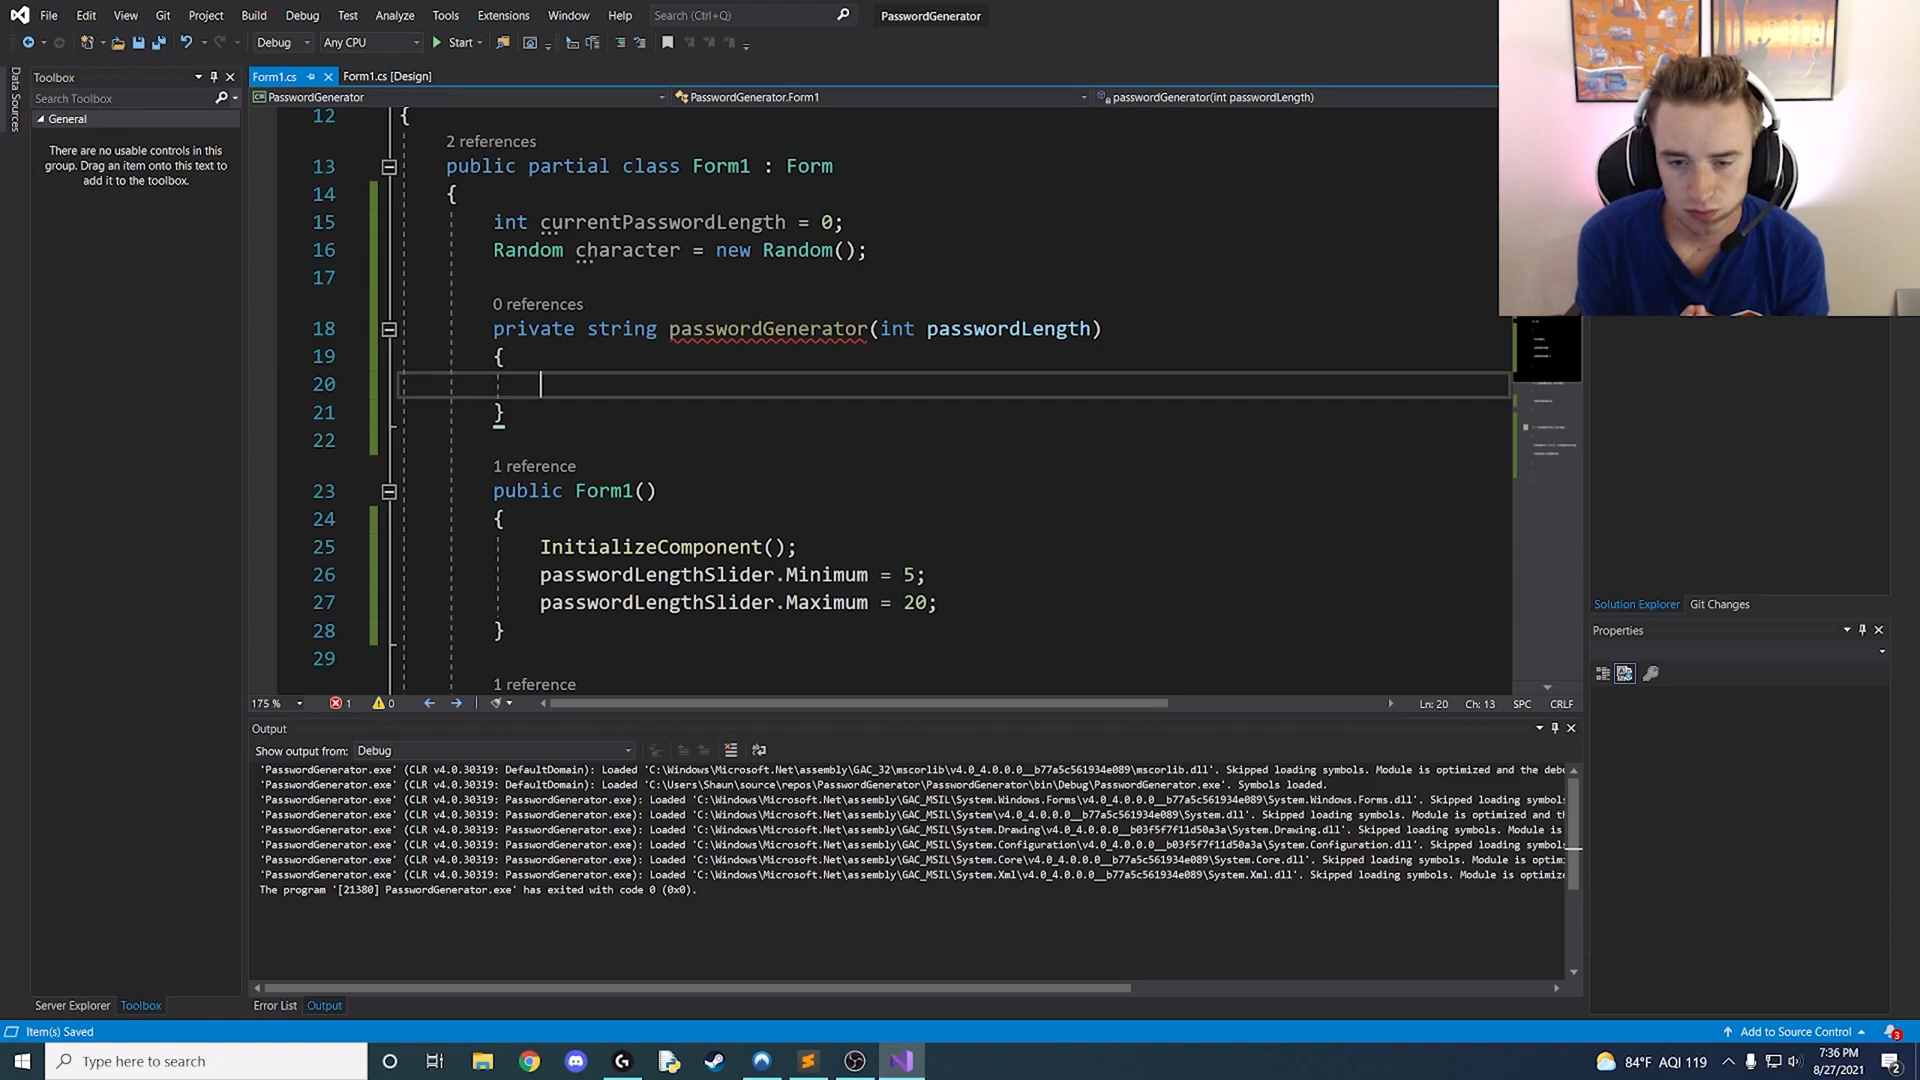 File Edit View Git Project Build Debug Test Analyze Tools Extensions Window Help Search (Ctrl+Q) PasswordGenerator
Debug Any CPU Start
Data Sources
Toolbox
Search Toolbox
General
There are no usable controls in this
group. Drag an item onto this text to
add it to the toolbox.
Form1.cs Form1.cs [Design]
PasswordGenerator PasswordGenerator.Form1 passwordGenerator(int passwordLength)
12 {
2 references
13 public partial class Form1 : Form
14 {
15 int currentPasswordLength = 0;
16 Random character = new Random();
17
0 references
18 private string passwordGenerator(int passwordLength)
19 {
20
21 }
22
1 reference
23 public Form1()
24 {
25 InitializeComponent();
26 passwordLengthSlider.Minimum = 5;
27 passwordLengthSlider.Maximum = 20;
28 }
29
1 reference
175 % 1 0 Ln: 20 Ch: 13 SPC CRLF
Solution Explorer Git Changes
Properties
Output
Show output from: Debug
'PasswordGenerator.exe' (CLR v4.0.30319: DefaultDomain): Loaded 'C:\Windows\Microsoft.Net\assembly\GAC_32\mscorlib\v4.0_4.0.0.0__b77a5c561934e089\mscorlib.dll'. Skipped loading symbols. Module is optimized and the debu
'PasswordGenerator.exe' (CLR v4.0.30319: DefaultDomain): Loaded 'C:\Users\Shaun\source\repos\PasswordGenerator\PasswordGenerator\bin\Debug\PasswordGenerator.exe'. Symbols loaded.
'PasswordGenerator.exe' (CLR v4.0.30319: PasswordGenerator.exe): Loaded 'C:\Windows\Microsoft.Net\assembly\GAC_MSIL\System.Windows.Forms\v4.0_4.0.0.0__b77a5c561934e089\System.Windows.Forms.dll'. Skipped loading symbol
'PasswordGenerator.exe' (CLR v4.0.30319: PasswordGenerator.exe): Loaded 'C:\Windows\Microsoft.Net\assembly\GAC_MSIL\System\v4.0_4.0.0.0__b77a5c561934e089\System.dll'. Skipped loading symbols. Module is optimized and t
'PasswordGenerator.exe' (CLR v4.0.30319: PasswordGenerator.exe): Loaded 'C:\Windows\Microsoft.Net\assembly\GAC_MSIL\System.Drawing\v4.0_4.0.0.0__b03f5f7f11d50a3a\System.Drawing.dll'. Skipped loading symbols. Module is
'PasswordGenerator.exe' (CLR v4.0.30319: PasswordGenerator.exe): Loaded 'C:\Windows\Microsoft.Net\assembly\GAC_MSIL\System.Configuration\v4.0_4.0.0.0__b03f5f7f11d50a3a\System.Configuration.dll'. Skipped loading symbol
'PasswordGenerator.exe' (CLR v4.0.30319: PasswordGenerator.exe): Loaded 'C:\Windows\Microsoft.Net\assembly\GAC_MSIL\System.Core\v4.0_4.0.0.0__b77a5c561934e089\System.Core.dll'. Skipped loading symbols. Module is optim
'PasswordGenerator.exe' (CLR v4.0.30319: PasswordGenerator.exe): Loaded 'C:\Windows\Microsoft.Net\assembly\GAC_MSIL\System.Xml\v4.0_4.0.0.0__b77a5c561934e089\System.Xml.dll'. Skipped loading symbols. Module is optimiz
The program '[21380] PasswordGenerator.exe' has exited with code 0 (0x0).
Server Explorer Toolbox Error List Output
Item(s) Saved Add to Source Control 3
Type here to search 84°F AQI 119 7:36 PM
8/27/2021 2